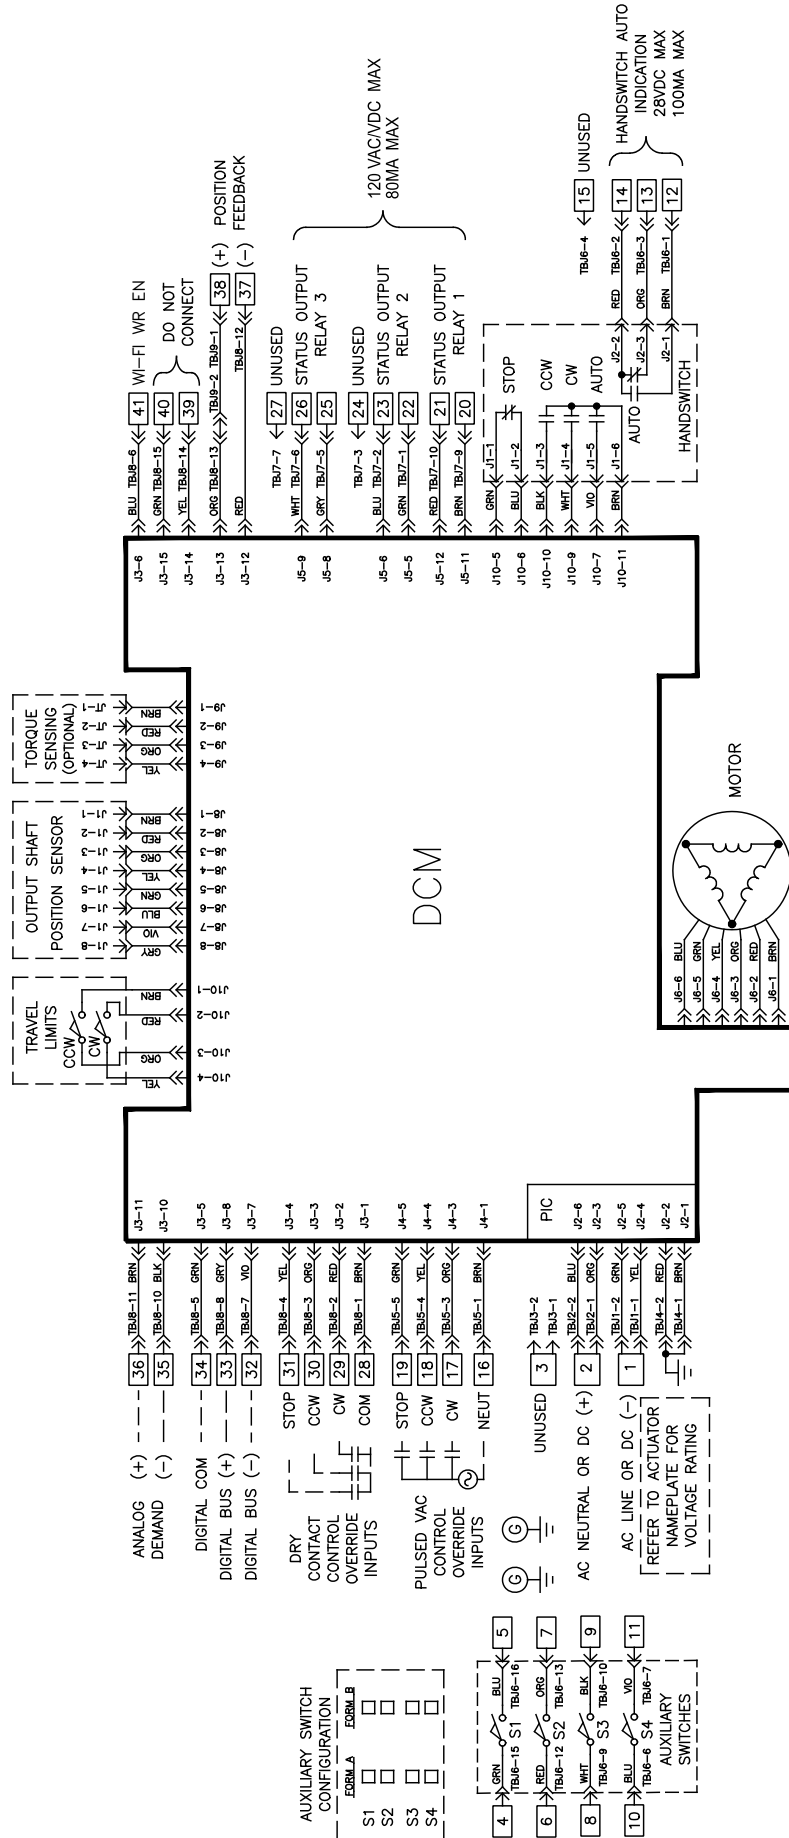 41 WI-FI WR EN
40
39
DO NOT
CONNECT
BLU TBJ8-6
J3-6
GRN TBJ8-15
J3-15
YEL TBJ8-14
J3-14
ORG TBJ8-13
TBJ9-2 TBJ9-1
J3-13
38 (+)
POSITION
FEEDBACK
RED
TBJ8-12
J3-12
37 (-)
TBJ7-7
27 UNUSED
J5-9
WHT TBJ7-6
26 STATUS OUTPUT
RELAY 3
J5-8
GRY TBJ7-5
25
TBJ7-3
24 UNUSED
J5-6
BLU TBJ7-2
23 STATUS OUTPUT
RELAY 2
J5-5
GRN TBJ7-1
22
J5-12
RED TBJ7-10
21 STATUS OUTPUT
RELAY 1
J5-11
BRN TBJ7-9
20
120 VAC/VDC MAX
80MA MAX
J10-5
GRN
J1-1
STOP
J10-6
BLU
J1-2
J10-10
BLK
J1-3
CCW
J10-9
WHT
J1-4
CW
J10-7
VIO
J1-5
AUTO
J10-11
BRN
J1-6
AUTO
HANDSWITCH
J2-2
J2-3
J2-1
RED
ORG
BRN
TBJ6-4
15 UNUSED
TBJ6-2
14
TBJ6-3
13
TBJ6-1
12
HANDSWITCH AUTO
INDICATION
28VDC MAX
100MA MAX
TORQUE
SENSING
(OPTIONAL)
JT-1
BRN
J9-1
JT-2
RED
J9-2
JT-3
ORG
J9-3
JT-4
YEL
J9-4
OUTPUT SHAFT
POSITION SENSOR
J1-1
BRN
J8-1
J1-2
RED
J8-2
J1-3
ORG
J8-3
J1-4
YEL
J8-4
J1-5
GRN
J8-5
J1-6
BLU
J8-6
J1-7
VIO
J8-7
J1-8
GRY
J8-8
TRAVEL
LIMITS
CCW
CW
BRN
J10-1
RED
J10-2
ORG
J10-3
YEL
J10-4
DCM
MOTOR
J6-6 BLU
J6-5 GRN
J6-4 YEL
J6-3 ORG
J6-2 RED
J6-1 BRN
ANALOG (+)
DEMAND (-)
36 TBJ8-11 BRN J3-11
35 TBJ8-10 BLK J3-10
DIGITAL COM
34 TBJ8-5 GRN J3-5
DIGITAL BUS (+)
33 TBJ8-8 GRY J3-8
DIGITAL BUS (-)
32 TBJ8-7 VIO J3-7
DRY
CONTACT
CONTROL
OVERRIDE
INPUTS
STOP 31 TBJ8-4 YEL J3-4
CCW 30 TBJ8-3 ORG J3-3
CW 29 TBJ8-2 RED J3-2
COM 28 TBJ8-1 BRN J3-1
PULSED VAC
CONTROL
OVERRIDE
INPUTS
STOP 19 TBJ5-5 GRN J4-5
CCW 18 TBJ5-4 YEL J4-4
CW 17 TBJ5-3 ORG J4-3
NEUT 16 TBJ5-1 BRN J4-1
G
G
UNUSED
3 TBJ3-2
TBJ3-1
PIC
AC NEUTRAL OR DC (+)
2 TBJ2-2 BLU J2-6
TBJ2-1 ORG J2-3
AC LINE OR DC (-)
1 TBJ1-2 GRN J2-5
TBJ1-1 YEL J2-4
TBJ4-2 RED J2-2
TBJ4-1 BRN J2-1
REFER TO ACTUATOR
NAMEPLATE FOR
VOLTAGE RATING
AUXILIARY SWITCH
CONFIGURATION
FORM A FORM B
S1
S2
S3
S4
4 GRN TBJ6-15 S1 BLU TBJ6-16 5
6 RED TBJ6-12 S2 ORG TBJ6-13 7
8 WHT TBJ6-9 S3 BLK TBJ6-10 9
10 BLU TBJ6-6 S4 VIO TBJ6-7 11
AUXILIARY
SWITCHES